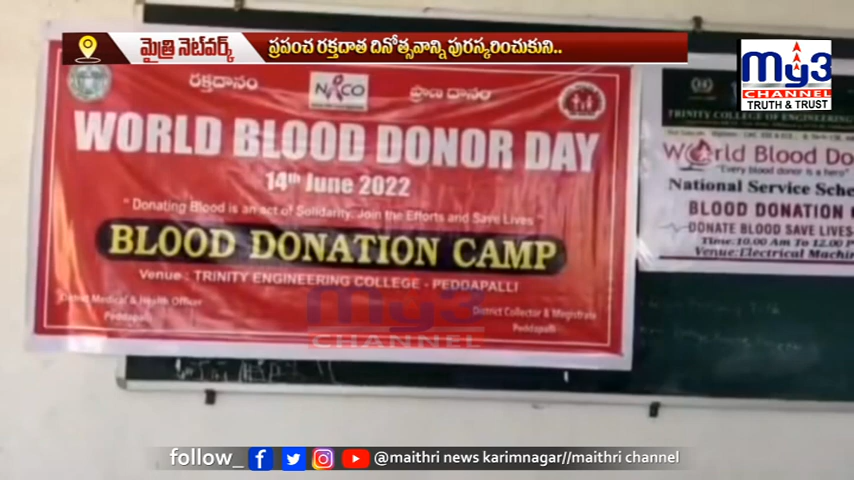 మైత్రి నెట్‌వర్క్
ప్రపంచ రక్తదాత దినోత్సవాన్ని పురస్కరించుకుని..
My3
CHANNEL
TRUTH & TRUST
రక్తదానం
NACO
ప్రాణ దానం
WORLD BLOOD DONOR DAY
14th June 2022
" Donating Blood is an act of Solidarity. Join the Efforts and Save Lives "
BLOOD DONATION CAMP
Venue : TRINITY ENGINEERING COLLEGE - PEDDAPALLI
District Medical & Health Officer
Peddapalli
District Collector & Magistrate
Peddapalli
My3
CHANNEL
TRINITY COLLEGE OF ENGINEERING
World Blood Do
"Every blood donor is a hero"
National Service Sche
BLOOD DONATION
DONATE BLOOD SAVE LIVES
Time:10.00 Am To 12.00 P
Venue:Electrical Machin
follow_ @maithri news karimnagar//maithri channel